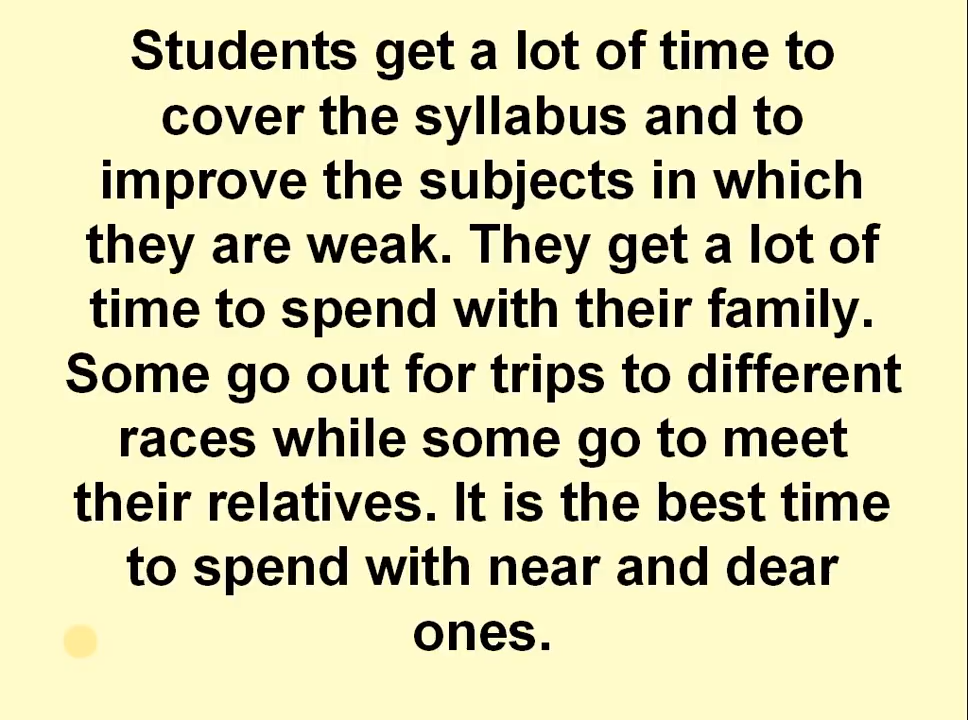 Students get a lot of time to
cover the syllabus and to
improve the subjects in which
they are weak. They get a lot of
time to spend with their family.
Some go out for trips to different
races while some go to meet
their relatives. It is the best time
to spend with near and dear
ones.